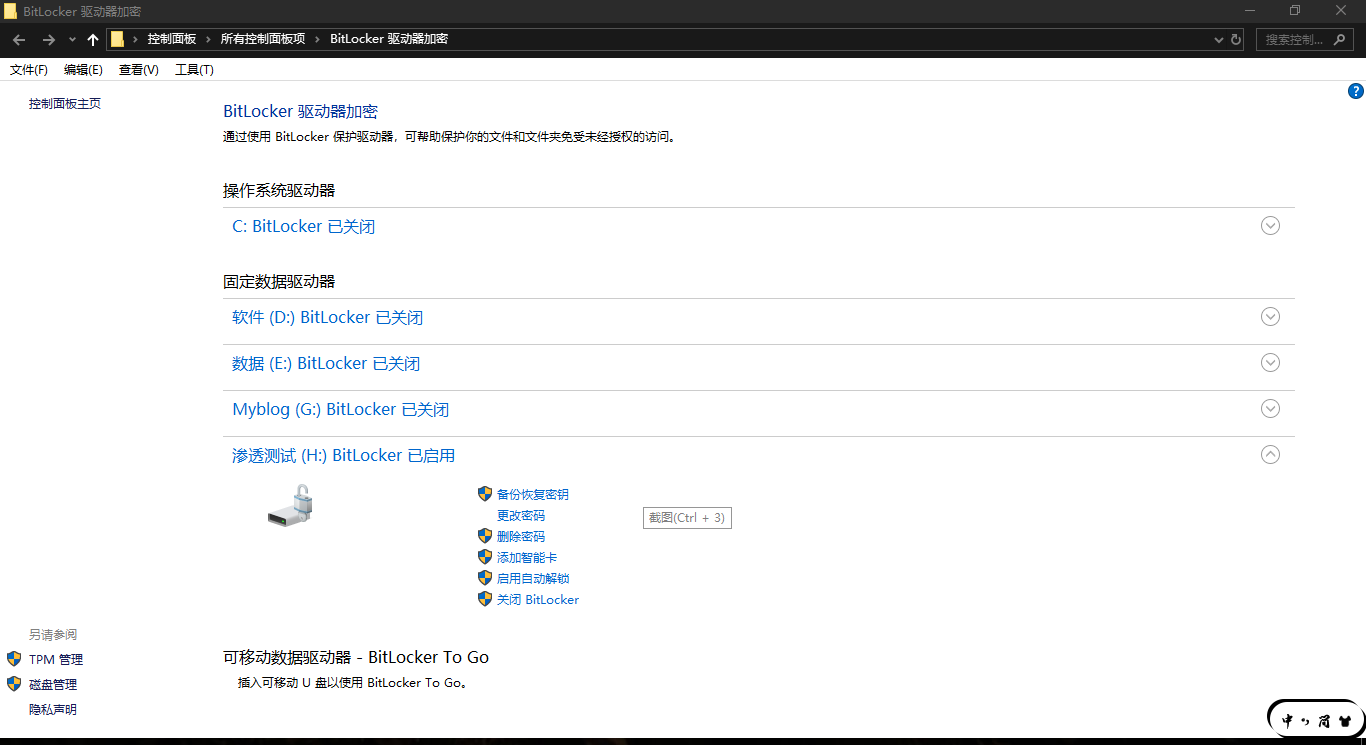 BitLocker 驱动器加密
控制面板 › 所有控制面板项 › BitLocker 驱动器加密
搜索控制...
文件(F) 编辑(E) 查看(V) 工具(T)
控制面板主页
BitLocker 驱动器加密
通过使用 BitLocker 保护驱动器，可帮助保护你的文件和文件夹免受未经授权的访问。
操作系统驱动器
C: BitLocker 已关闭
固定数据驱动器
软件 (D:) BitLocker 已关闭
数据 (E:) BitLocker 已关闭
Myblog (G:) BitLocker 已关闭
渗透测试 (H:) BitLocker 已启用
备份恢复密钥
更改密码
截图(Ctrl + 3)
删除密码
添加智能卡
启用自动解锁
关闭 BitLocker
可移动数据驱动器 - BitLocker To Go
插入可移动 U 盘以使用 BitLocker To Go。
另请参阅
TPM 管理
磁盘管理
隐私声明
中 简